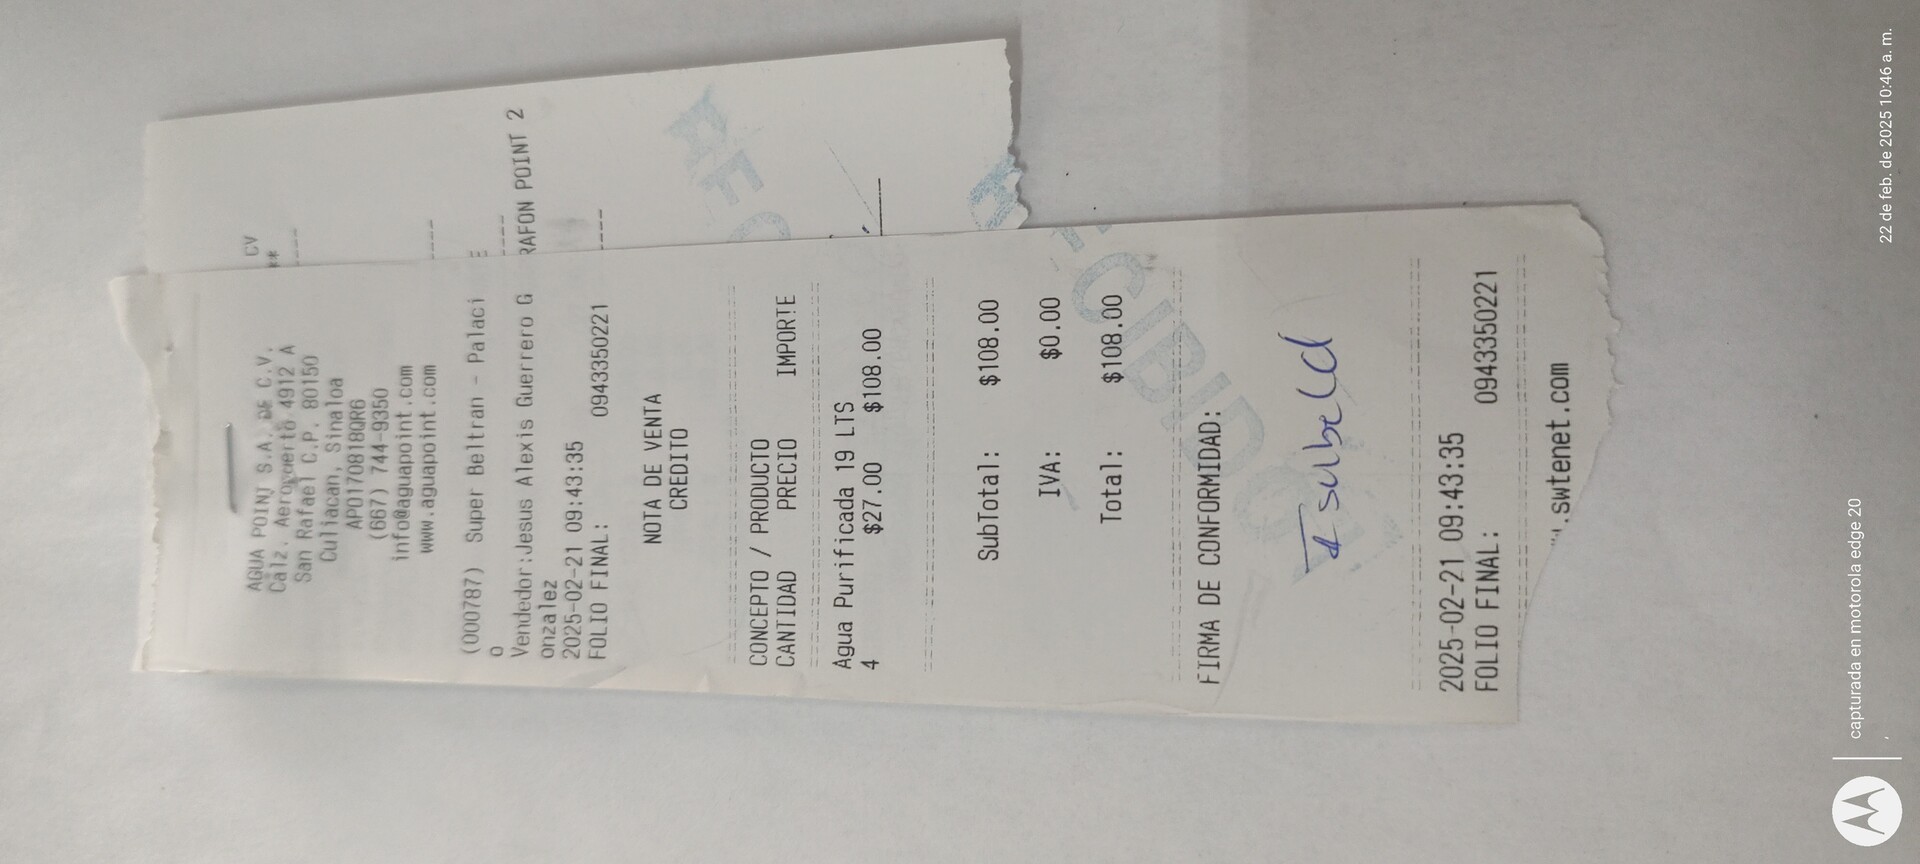 AGUA POINT S.A. DE C.V.
Calz. Aeropuerto 4912 A
San Rafael C.P. 80150
Culiacan, Sinaloa
APO170818QR6
(667) 744-9350
info@aguapoint.com
www.aguapoint.com
(000787) Super Beltran - Palaci
o
Vendedor:Jesus Alexis Guerrero G
onzalez
2025-02-21 09:43:35
FOLIO FINAL: 0943350221
NOTA DE VENTA
CREDITO
CONCEPTO / PRODUCTO
CANTIDAD PRECIO IMPORTE
Agua Purificada 19 LTS
4 $27.00 $108.00
SubTotal: $108.00
IVA: $0.00
Total: $108.00
RECIBIDO
FIRMA DE CONFORMIDAD:
2025-02-21 09:43:35
FOLIO FINAL: 0943350221
.swtenet.com
CV
**
RAFON POINT 2
capturada en motorola edge 20
22 de feb. de 2025 10:46 a. m.